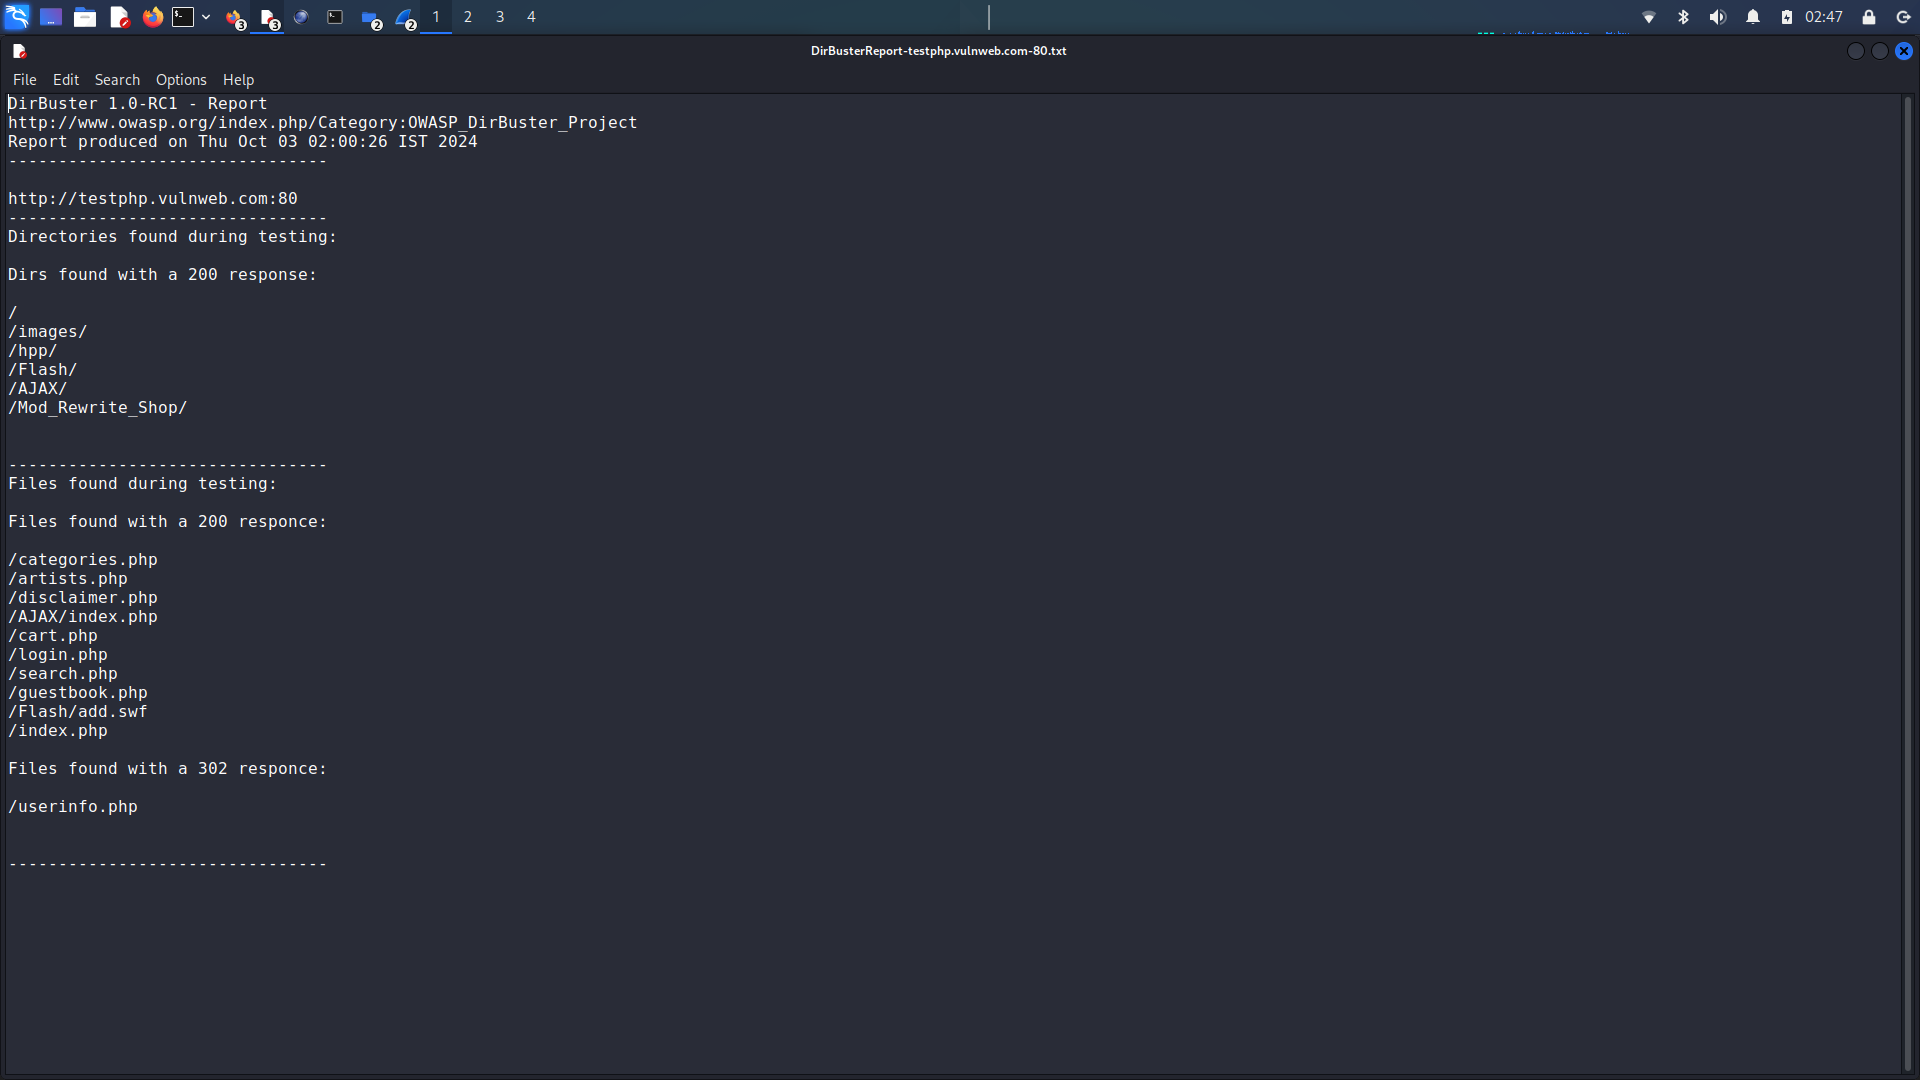 3
3
2
2
1
2
3
4
02:47
DirBusterReport-testphp.vulnweb.com-80.txt
File Edit Search Options Help
DirBuster 1.0-RC1 - Report
http://www.owasp.org/index.php/Category:OWASP_DirBuster_Project
Report produced on Thu Oct 03 02:00:26 IST 2024
--------------------------------
http://testphp.vulnweb.com:80
--------------------------------
Directories found during testing:
Dirs found with a 200 response:
/
/images/
/hpp/
/Flash/
/AJAX/
/Mod_Rewrite_Shop/
--------------------------------
Files found during testing:
Files found with a 200 responce:
/categories.php
/artists.php
/disclaimer.php
/AJAX/index.php
/cart.php
/login.php
/search.php
/guestbook.php
/Flash/add.swf
/index.php
Files found with a 302 responce:
/userinfo.php
--------------------------------